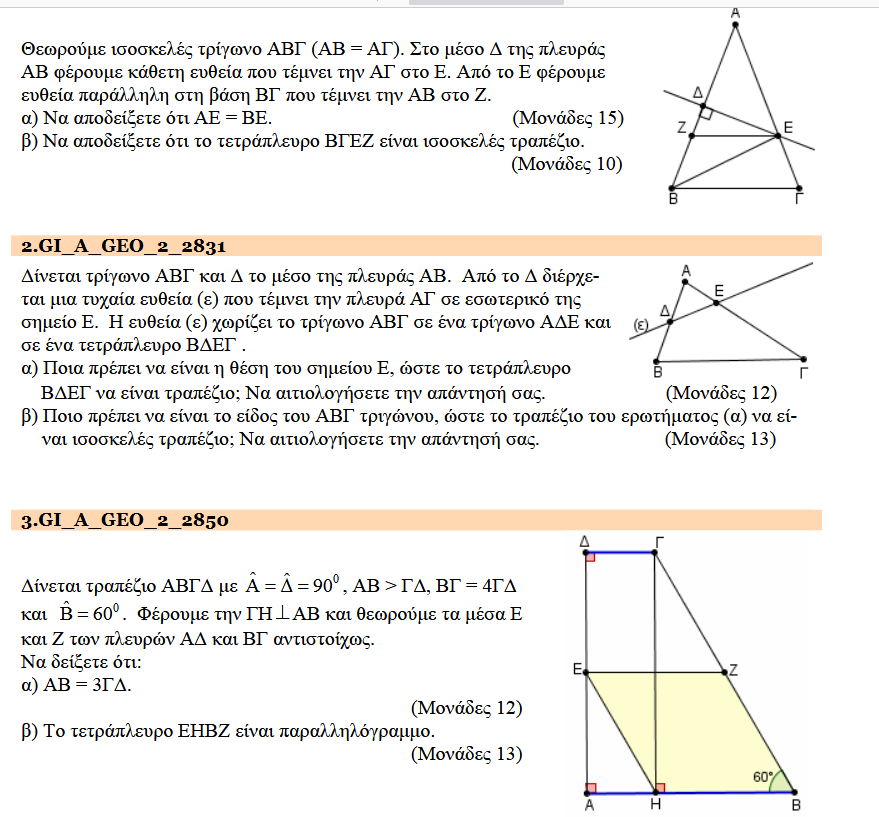 Θεωρούμε ισοσκελές τρίγωνο ΑΒΓ (ΑΒ = ΑΓ). Στο μέσο Δ της πλευράς
ΑΒ φέρουμε κάθετη ευθεία που τέμνει την ΑΓ στο Ε. Από το Ε φέρουμε
ευθεία παράλληλη στη βάση ΒΓ που τέμνει την ΑΒ στο Ζ.
α) Να αποδείξετε ότι ΑΕ = ΒΕ. (Μονάδες 15)
β) Να αποδείξετε ότι το τετράπλευρο ΒΓΕΖ είναι ισοσκελές τραπέζιο.
(Μονάδες 10)
Α
Δ
Ζ
Ε
Β
Γ
2.GI_A_GEO_2_2831
Δίνεται τρίγωνο ΑΒΓ και Δ το μέσο της πλευράς ΑΒ. Από το Δ διέρχε-
ται μια τυχαία ευθεία (ε) που τέμνει την πλευρά ΑΓ σε εσωτερικό της
σημείο Ε. Η ευθεία (ε) χωρίζει το τρίγωνο ΑΒΓ σε ένα τρίγωνο ΑΔΕ και
σε ένα τετράπλευρο ΒΔΕΓ .
α) Ποια πρέπει να είναι η θέση του σημείου Ε, ώστε το τετράπλευρο
ΒΔΕΓ να είναι τραπέζιο; Να αιτιολογήσετε την απάντησή σας. (Μονάδες 12)
β) Ποιο πρέπει να είναι το είδος του ΑΒΓ τριγώνου, ώστε το τραπέζιο του ερωτήματος (α) να εί-
ναι ισοσκελές τραπέζιο; Να αιτιολογήσετε την απάντησή σας. (Μονάδες 13)
Α
Ε
Δ
(ε)
Β
Γ
3.GI_A_GEO_2_2850
Δίνεται τραπέζιο ΑΒΓΔ με Α̂ = Δ̂ = 90⁰ , ΑΒ > ΓΔ, ΒΓ = 4ΓΔ
και Β̂ = 60⁰ . Φέρουμε την ΓΗ⊥ΑΒ και θεωρούμε τα μέσα Ε
και Ζ των πλευρών ΑΔ και ΒΓ αντιστοίχως.
Να δείξετε ότι:
α) ΑΒ = 3ΓΔ.
(Μονάδες 12)
β) Το τετράπλευρο ΕΗΒΖ είναι παραλληλόγραμμο.
(Μονάδες 13)
Δ
Γ
Ε
Ζ
60°
Α
Η
Β